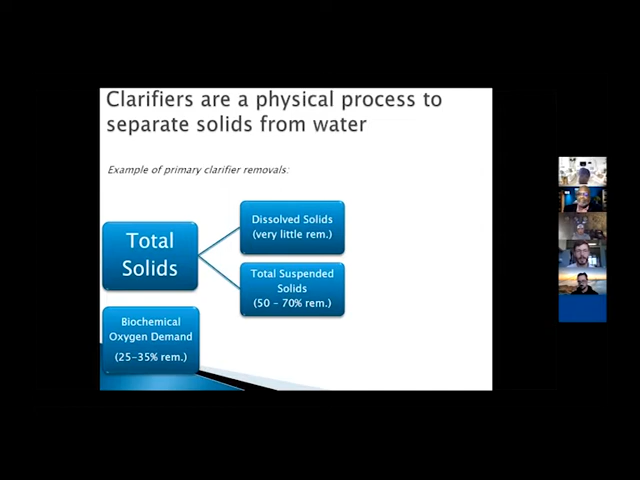 Clarifiers are a physical process to
separate solids from water
Example of primary clarifier removals:
Total
Solids
Dissolved Solids
(very little rem.)
Total Suspended
Solids
(50 – 70% rem.)
Biochemical
Oxygen Demand
(25-35% rem.)